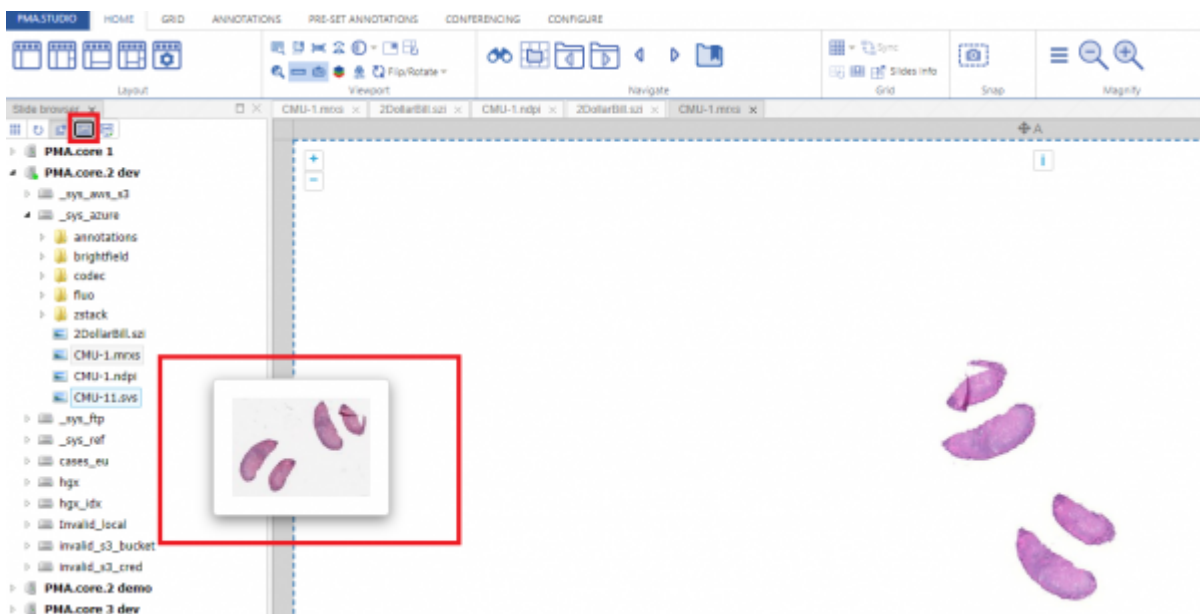 PMA.STUDIO HOME GRID ANNOTATIONS PRE-SET ANNOTATIONS CONFERENCING CONFIGURE
Flip/Rotate
Sync
Slides info
Layout Viewport Navigate Grid Snap Magnify
Slide browser x
CMU-1.mrxs × 2DollarBill.szi × CMU-1.ndpi × 2DollarBill.szi × CMU-1.mrxs ×
A
PMA.core 1
+
i
PMA.core.2 dev
−
_sys_aws_s3
_sys_azure
annotations
brightfield
codec
fluo
zstack
2DollarBill.szi
CMU-1.mrxs
CMU-1.ndpi
CMU-11.svs
_sys_ftp
_sys_ref
cases_eu
hgx
hgx_idx
Invalid_local
invalid_s3_bucket
invalid_s3_cred
PMA.core.2 demo
PMA.core 3 dev